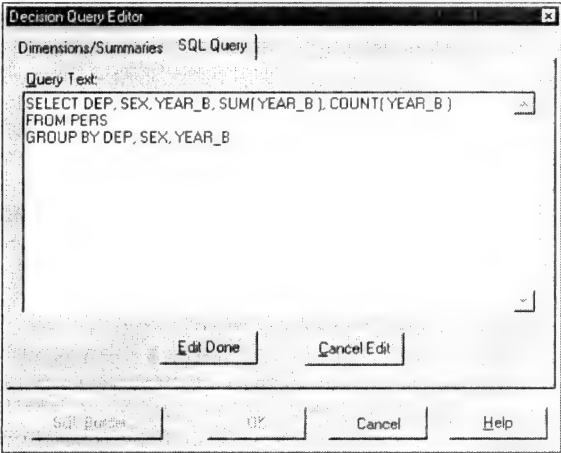 Decision Query Editor
Dimensions/Summaries SQL Query
Query Text:
SELECT DEP, SEX, YEAR_B, SUM( YEAR_B ), COUNT( YEAR_B )
FROM PERS
GROUP BY DEP, SEX, YEAR_B
Edit Done Cancel Edit
SQL Builder OK Cancel Help